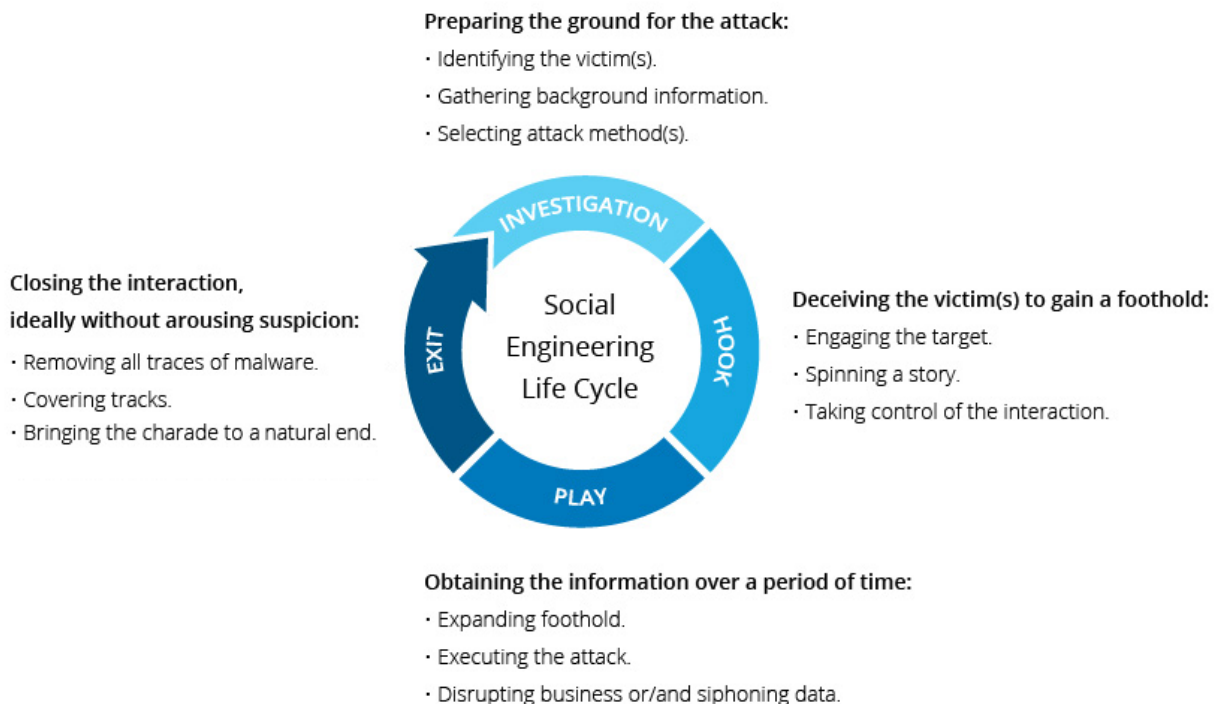 Preparing the ground for the attack:
· Identifying the victim(s).
· Gathering background information.
· Selecting attack method(s).
INVESTIGATION
HOOK
PLAY
EXIT
Social
Engineering
Life Cycle
Closing the interaction,
ideally without arousing suspicion:
· Removing all traces of malware.
· Covering tracks.
· Bringing the charade to a natural end.
Deceiving the victim(s) to gain a foothold:
· Engaging the target.
· Spinning a story.
· Taking control of the interaction.
Obtaining the information over a period of time:
· Expanding foothold.
· Executing the attack.
· Disrupting business or/and siphoning data.